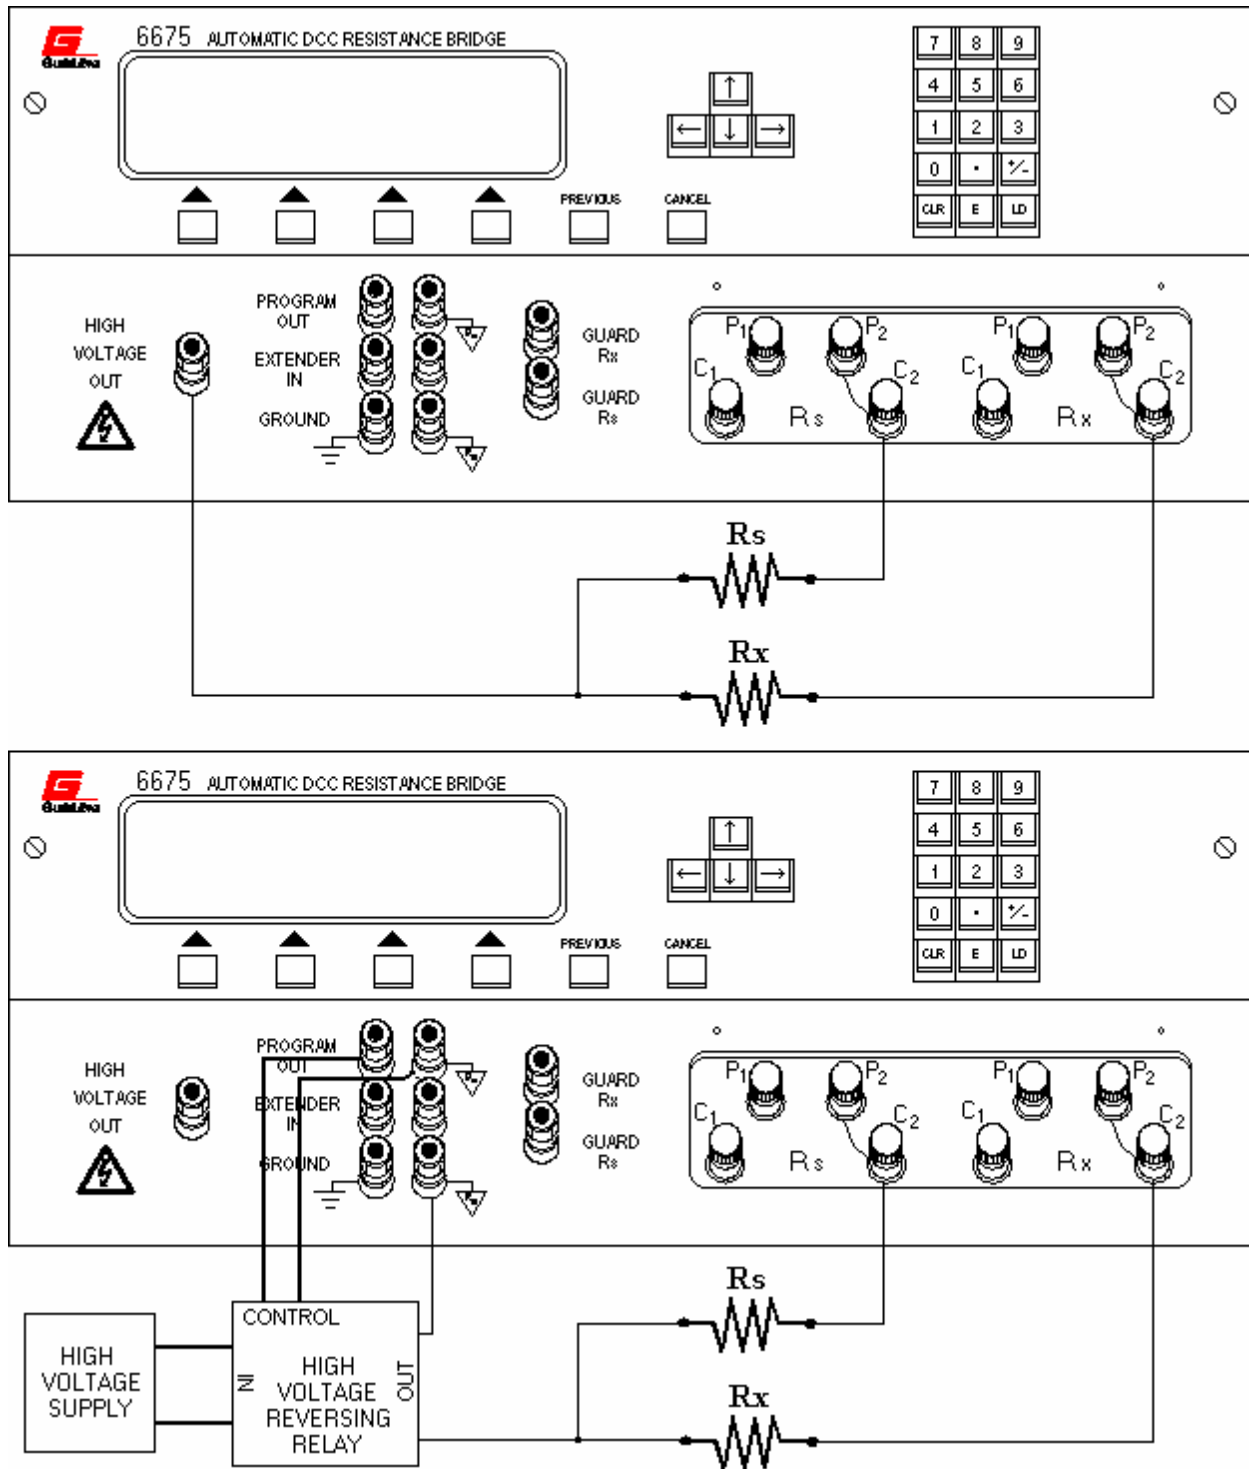 6675 AUTOMATIC DCC RESISTANCE BRIDGE
7 8 9
4 5 6
1 2 3
0 . +/-
CLR E LD
↑
← ↓ →
PREVIOUS
CANCEL
HIGH
VOLTAGE
OUT
PROGRAM
OUT
EXTENDER
IN
GROUND
GUARD
Rx
GUARD
Rs
P1 P2 P1 P2
C1 C2 C1 C2
Rs Rx
Rs
Rx
6675 AUTOMATIC DCC RESISTANCE BRIDGE
7 8 9
4 5 6
1 2 3
0 . +/-
CLR E LD
↑
← ↓ →
PREVIOUS
CANCEL
HIGH
VOLTAGE
OUT
PROGRAM
OUT
EXTENDER
IN
GROUND
GUARD
Rx
GUARD
Rs
P1 P2 P1 P2
C1 C2 C1 C2
Rs Rx
Rs
Rx
HIGH
VOLTAGE
SUPPLY
CONTROL
IN
HIGH
VOLTAGE
REVERSING
RELAY
OUT